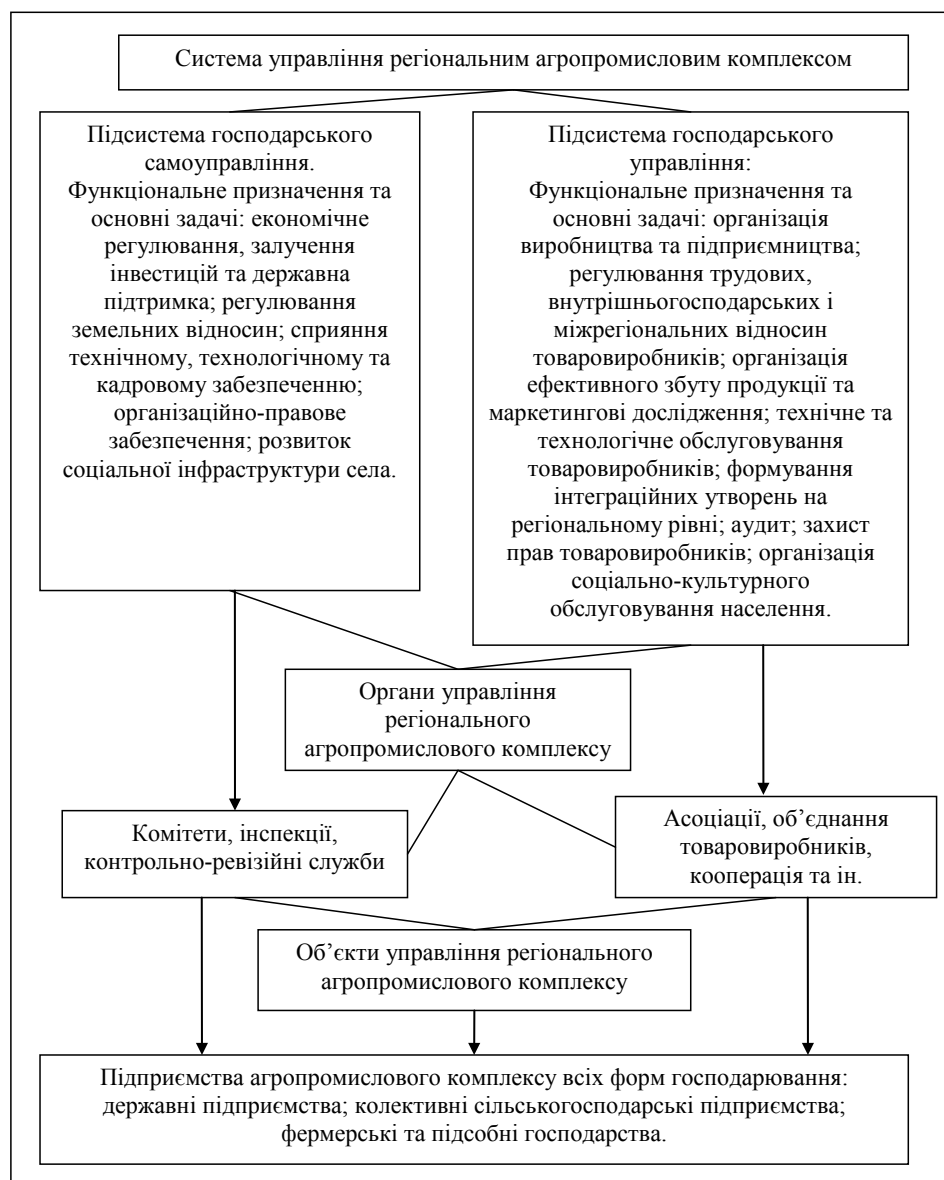 Система управління регіональним агропромисловим комплексом
Підсистема господарського
самоуправління.
Функціональне призначення та
основні задачі: економічне
регулювання, залучення
інвестицій та державна
підтримка; регулювання
земельних відносин; сприяння
технічному, технологічному та
кадровому забезпеченню;
організаційно-правове
забезпечення; розвиток
соціальної інфраструктури села.
Підсистема господарського
управління:
Функціональне призначення та
основні задачі: організація
виробництва та підприємництва;
регулювання трудових,
внутрішньогосподарських і
міжрегіональних відносин
товаровиробників; організація
ефективного збуту продукції та
маркетингові дослідження; технічне та
технологічне обслуговування
товаровиробників; формування
інтеграційних утворень на
регіональному рівні; аудит; захист
прав товаровиробників; організація
соціально-культурного
обслуговування населення.
Органи управління
регіонального
агропромислового комплексу
Комітети, інспекції,
контрольно-ревізійні служби
Асоціації, об’єднання
товаровиробників,
кооперація та ін.
Об’єкти управління регіонального
агропромислового комплексу
Підприємства агропромислового комплексу всіх форм господарювання:
державні підприємства; колективні сільськогосподарські підприємства;
фермерські та підсобні господарства.